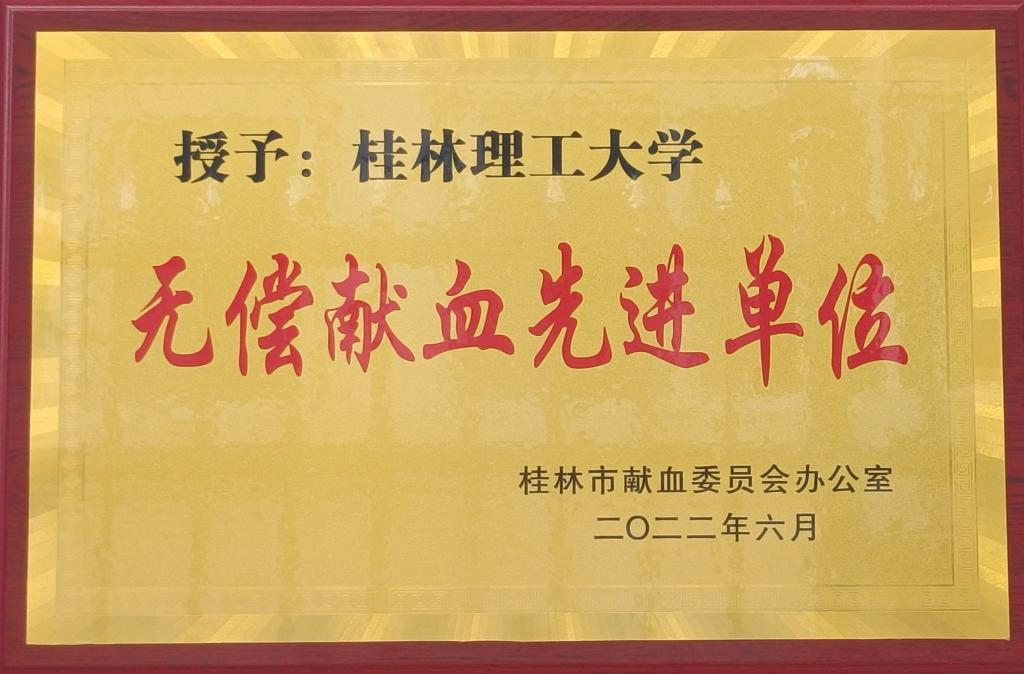 授予：桂林理工大学
无偿献血先进单位
桂林市献血委员会办公室
二〇二二年六月